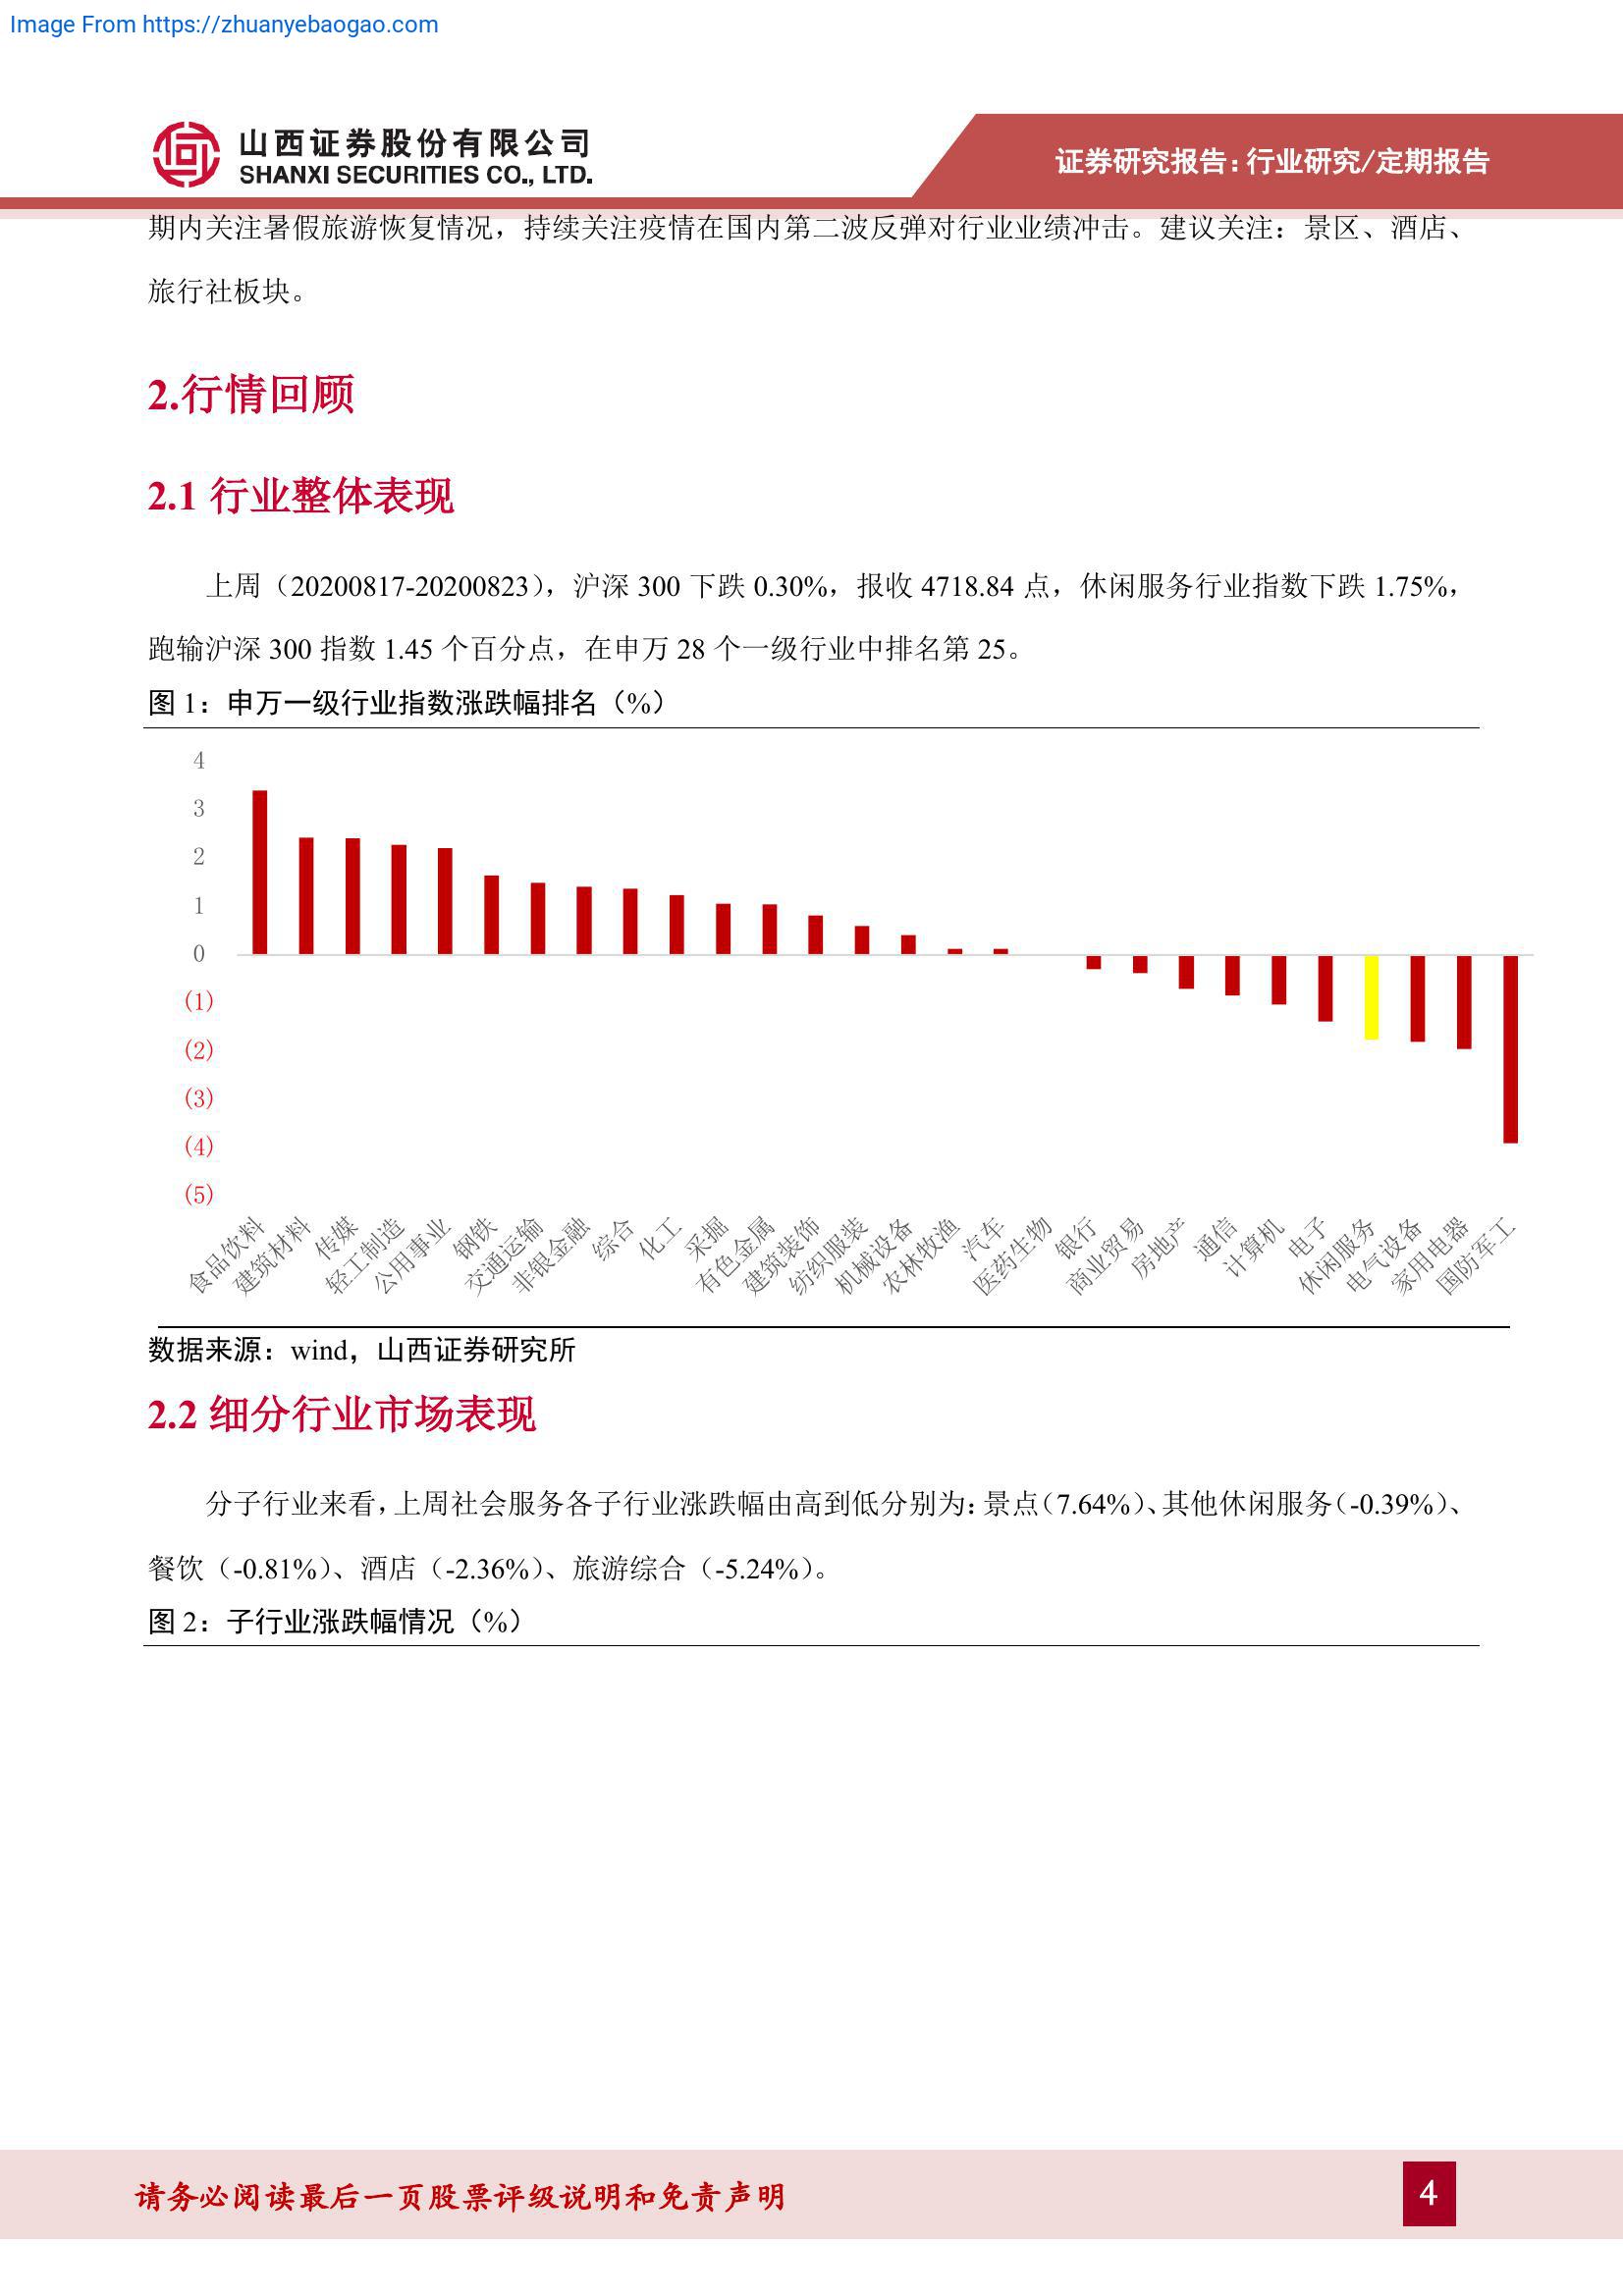 Image From https://zhuanyebaogao.com
山西证券股份有限公司
SHANXI SECURITIES CO., LTD.
证券研究报告：行业研究/定期报告
期内关注暑假旅游恢复情况，持续关注疫情在国内第二波反弹对行业业绩冲击。建议关注：景区、酒店、
旅行社板块。
2.行情回顾
2.1 行业整体表现
上周（20200817-20200823），沪深 300 下跌 0.30%，报收 4718.84 点，休闲服务行业指数下跌 1.75%，
跑输沪深 300 指数 1.45 个百分点，在申万 28 个一级行业中排名第 25。
图 1：申万一级行业指数涨跌幅排名（%）
4
3
2
1
0
(1)
(2)
(3)
(4)
(5)
食品饮料
建筑材料
传媒
轻工制造
公用事业
钢铁
交通运输
非银金融
综合
化工
采掘
有色金属
建筑装饰
纺织服装
机械设备
农林牧渔
汽车
医药生物
银行
商业贸易
房地产
通信
计算机
电子
休闲服务
电气设备
家用电器
国防军工
数据来源：wind，山西证券研究所
2.2 细分行业市场表现
分子行业来看，上周社会服务各子行业涨跌幅由高到低分别为：景点（7.64%）、其他休闲服务（-0.39%）、
餐饮（-0.81%）、酒店（-2.36%）、旅游综合（-5.24%）。
图 2：子行业涨跌幅情况（%）
请务必阅读最后一页股票评级说明和免责声明
4